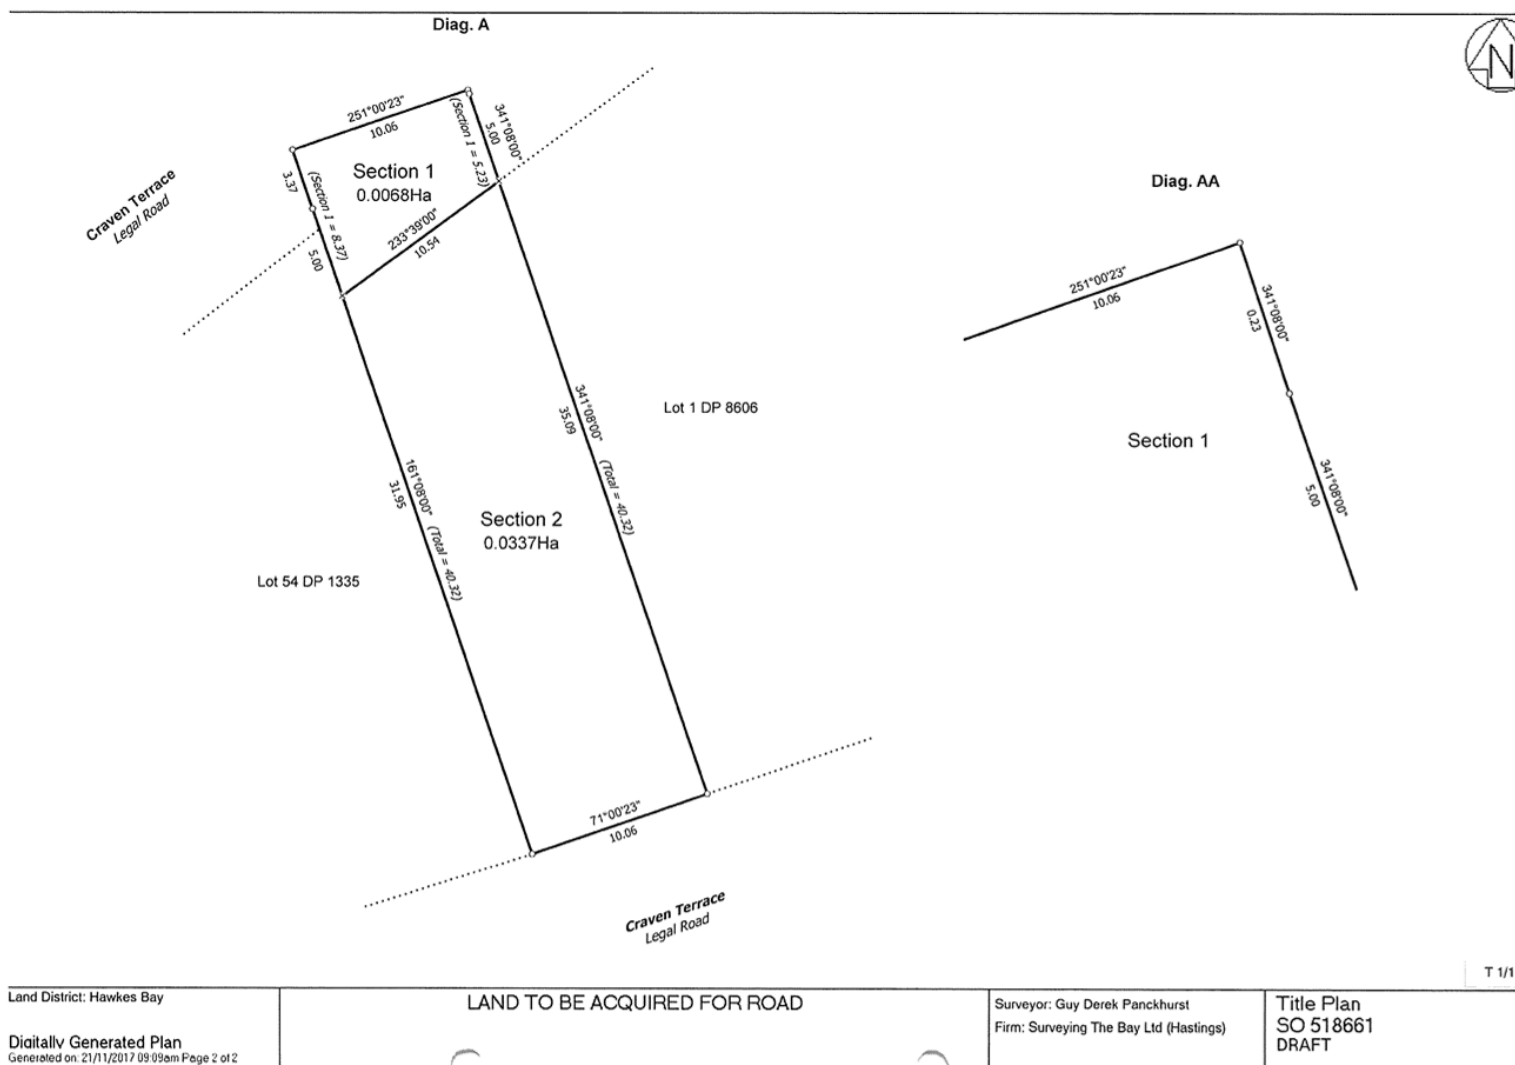 Diag. A
N
251°00'23"
10.06
(Section 1 = 5.23)
341°08'00"
5.00
Section 1
0.0068Ha
3.37
(Section 1 = 8.37)
5.00
233°39'00"
10.54
Craven Terrace
Legal Road
Diag. AA
251°00'23"
10.06
341°08'00"
0.23
Section 1
341°08'00"
5.00
341°08'00"
35.09
(Total = 40.32)
Lot 1 DP 8606
161°08'00"
31.95
(Total = 40.32)
Section 2
0.0337Ha
Lot 54 DP 1335
71°00'23"
10.06
Craven Terrace
Legal Road
T 1/1
Land District: Hawkes Bay
Digitally Generated Plan
Generated on: 21/11/2017 09:09am Page 2 of 2
LAND TO BE ACQUIRED FOR ROAD
Surveyor: Guy Derek Panckhurst
Firm: Surveying The Bay Ltd (Hastings)
Title Plan
SO 518661
DRAFT